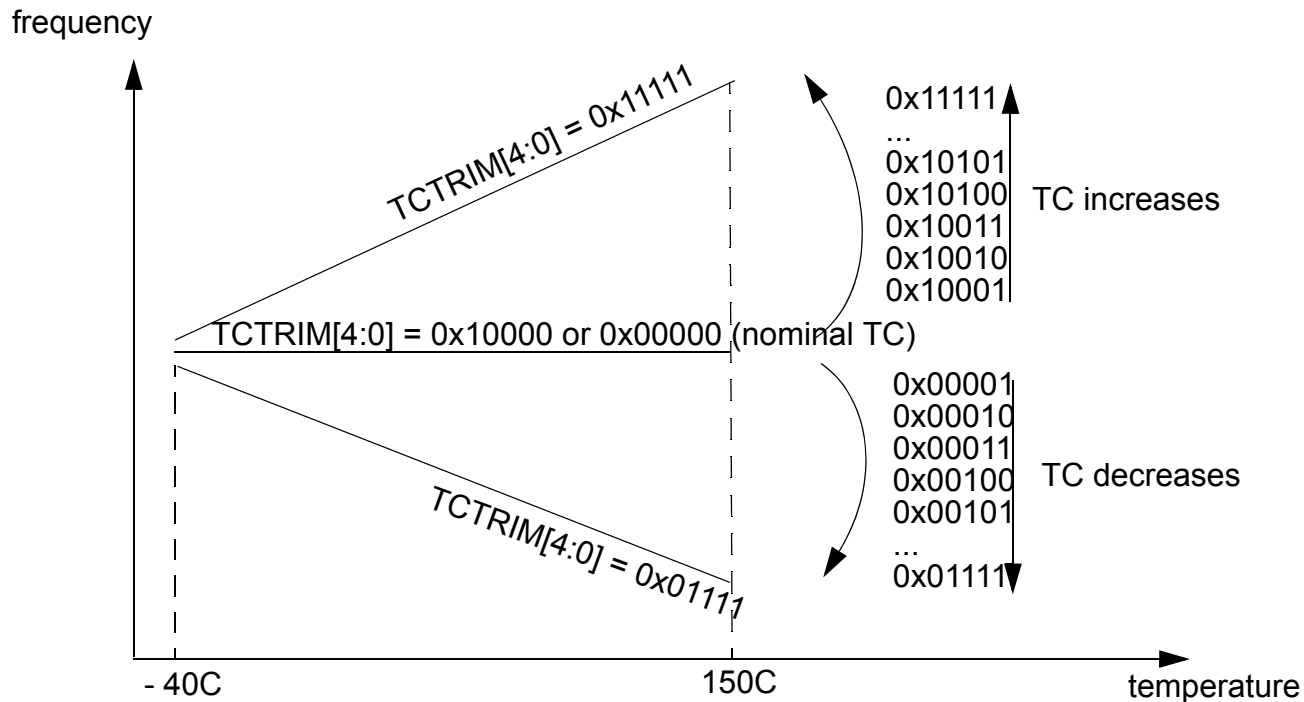 frequency
TCTRIM[4:0] = 0x11111
0x11111
...
0x10101
0x10100
0x10011
0x10010
0x10001
TC increases
TCTRIM[4:0] = 0x10000 or 0x00000 (nominal TC)
0x00001
0x00010
0x00011
0x00100
0x00101
...
0x01111
TC decreases
TCTRIM[4:0] = 0x01111
- 40C
150C
temperature